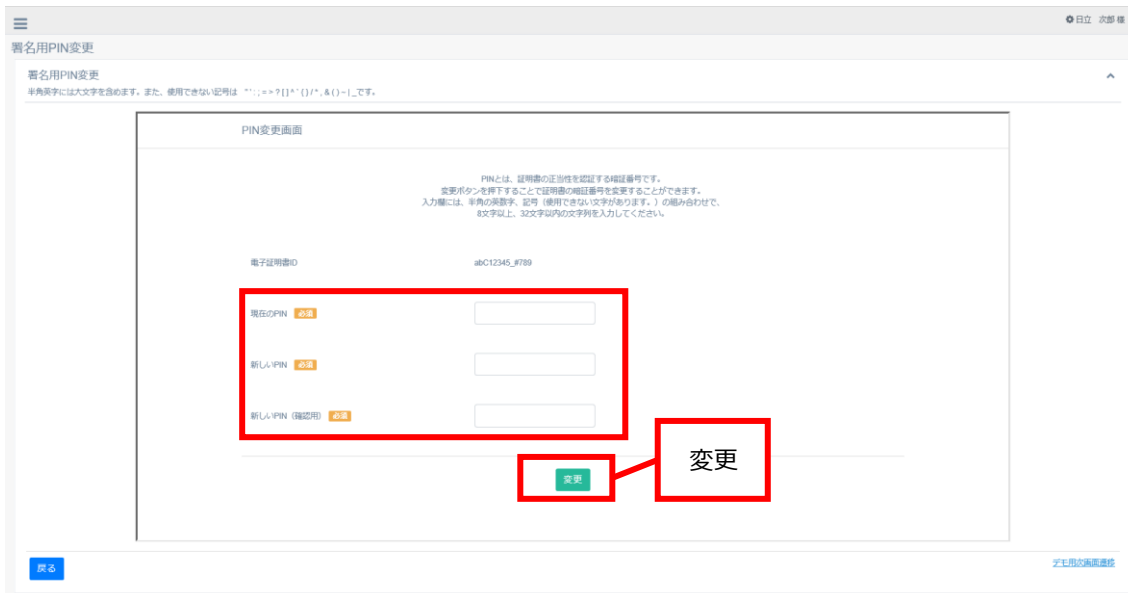 日立 次郎 様
署名用PIN変更
署名用PIN変更
半角英字には大文字を含めます。また、使用できない記号は "':;=>?[]^`{}/*,&()~|_です。
PIN変更画面
PINとは、証明書の正当性を認証する暗証番号です。
変更ボタンを押下することで証明書の暗証番号を変更することができます。
入力欄には、半角の英数字、記号（使用できない文字があります。）の組み合わせで、
8文字以上、32文字以内の文字列を入力してください。
電子証明書ID abC12345_#789
現在のPIN 必須
新しいPIN 必須
新しいPIN（確認用） 必須
変更
変更
戻る
デモ用次画面遷移